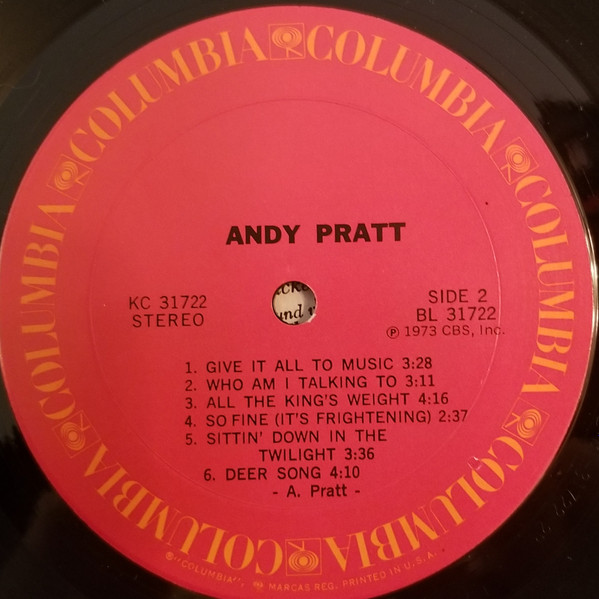 COLUMBIA COLUMBIA COLUMBIA COLUMBIA COLUMBIA COLUMBIA COLUMBIA COLUMBIA
ANDY PRATT
KC 31722
STEREO
SIDE 2
BL 31722
℗ 1973 CBS, Inc.
1. GIVE IT ALL TO MUSIC 3:28
2. WHO AM I TALKING TO 3:11
3. ALL THE KING'S WEIGHT 4:16
4. SO FINE (IT'S FRIGHTENING) 2:37
5. SITTIN' DOWN IN THE
TWILIGHT 3:36
6. DEER SONG 4:10
- A. Pratt -
"COLUMBIA", MARCAS REG. PRINTED IN U.S.A.